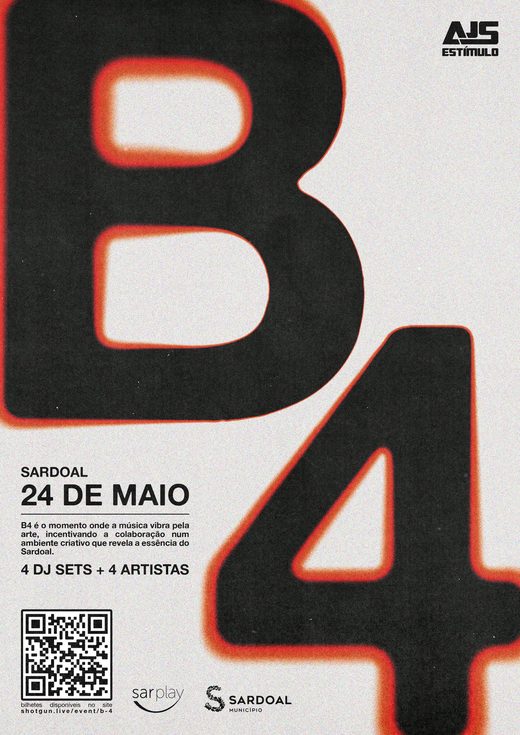 B
4
AJS
ESTÍMULO
SARDOAL
24 DE MAIO
B4 é o momento onde a música vibra pela
arte, incentivando a colaboração num
ambiente criativo que revela a essência do
Sardoal.
4 DJ SETS + 4 ARTISTAS
bilhetes disponíveis no site
shotgun.live/event/b-4
sarplay
SARDOAL
MUNICÍPIO